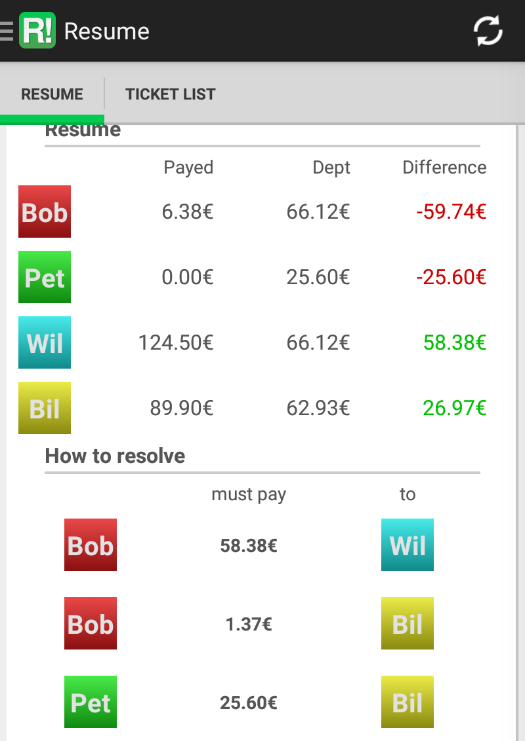 R! Resume
RESUME TICKET LIST
Resume
Payed Dept Difference
Bob 6.38€ 66.12€ -59.74€
Pet 0.00€ 25.60€ -25.60€
Wil 124.50€ 66.12€ 58.38€
Bil 89.90€ 62.93€ 26.97€
How to resolve
must pay to
Bob 58.38€ Wil
Bob 1.37€ Bil
Pet 25.60€ Bil